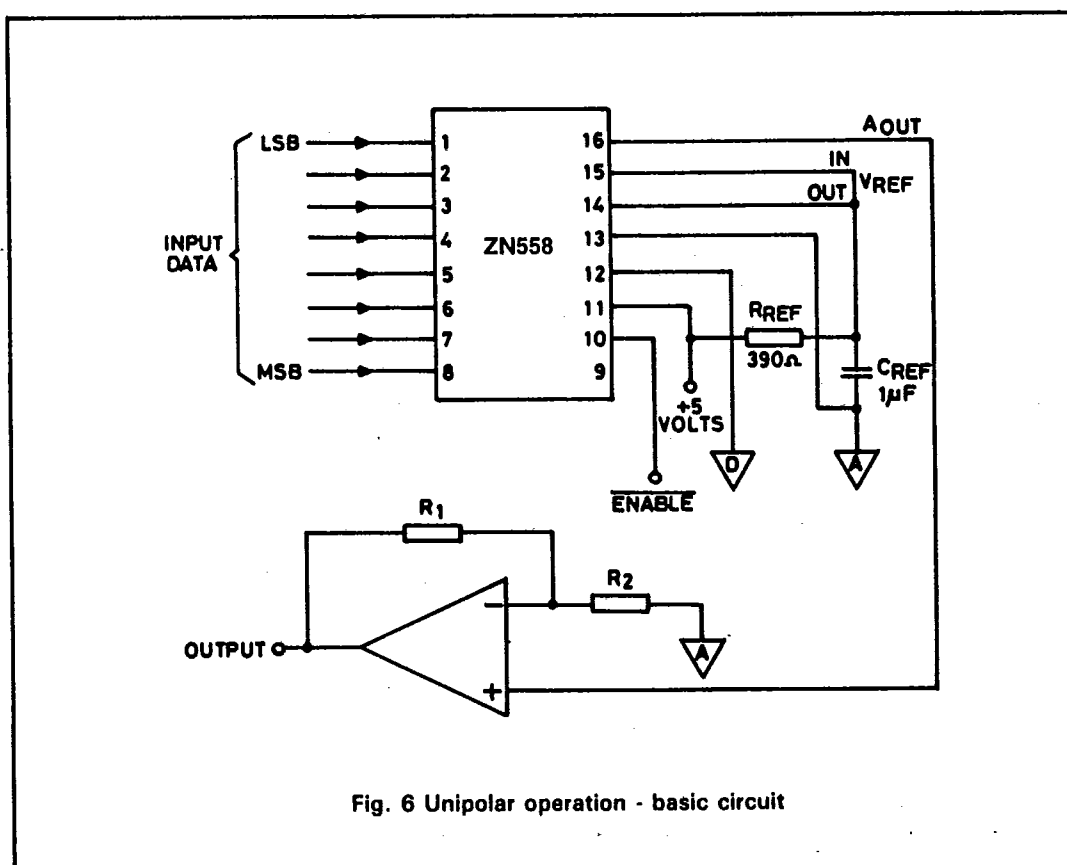 LSB
INPUT
DATA
MSB
1
2
3
4
5
6
7
8
ZN558
16
15
14
13
12
11
10
9
AOUT
IN
VREF
OUT
RREF
390Ω
CREF
1µF
+5
VOLTS
D
A
ENABLE
R1
R2
A
OUTPUT
−
+
Fig. 6 Unipolar operation - basic circuit